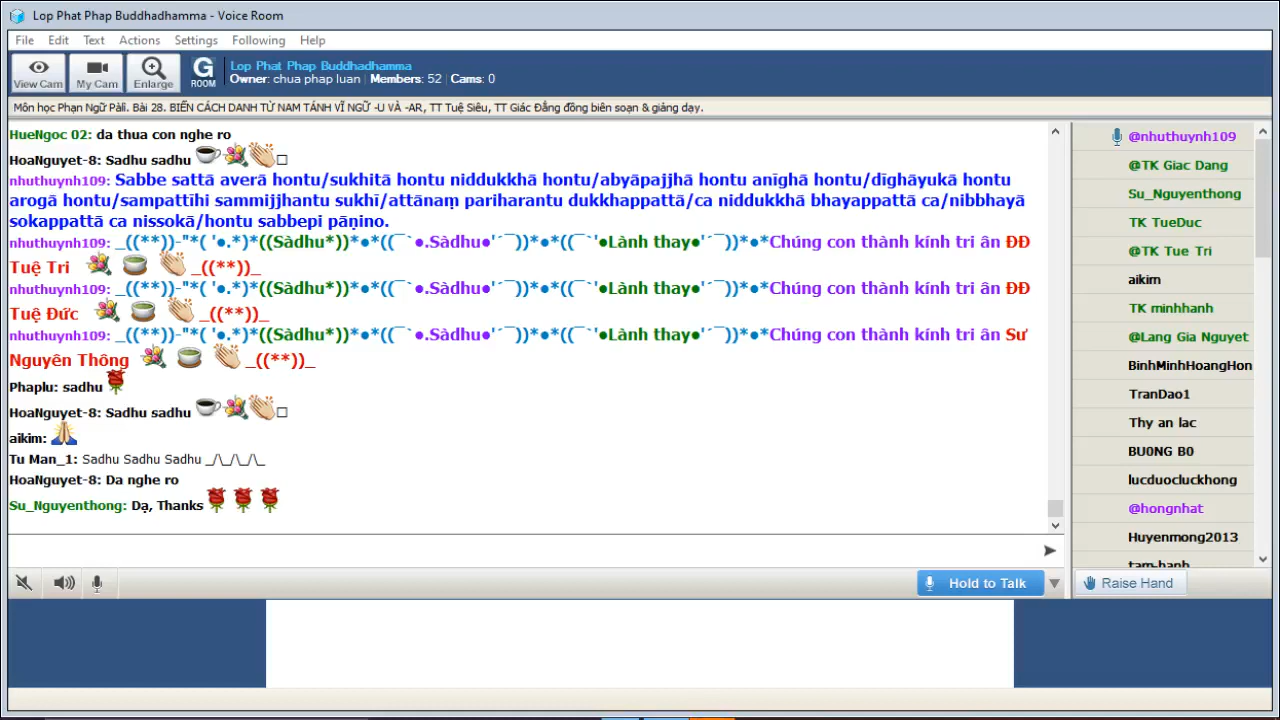 Lop Phat Phap Buddhadhamma - Voice Room
File Edit Text Actions Settings Following Help
View Cam My Cam Enlarge G ROOM
Lop Phat Phap Buddhadhamma
Owner: chua phap luan | Members: 52 | Cams: 0
Môn học Phạn Ngữ Pàli. Bài 28. BIẾN CÁCH DANH TỪ NAM TÁNH VĨ NGỮ -U VÀ -AR, TT Tuệ Siêu, TT Giác Đẳng đồng biên soạn & giảng dạy.
HueNgoc 02: da thua con nghe ro
HoaNguyet-8: Sadhu sadhu
nhuthuynh109: Sabbe sattā averā hontu/sukhitā hontu niddukkhā hontu/abyāpajjhā hontu anīghā hontu/dīghāyukā hontu
arogā hontu/sampattīhi sammijjhantu sukhī/attānaṃ pariharantu dukkhappattā/ca niddukkhā bhayappattā ca/nibbhayā
sokappattā ca nissokā/hontu sabbepi pāṇino.
nhuthuynh109: _((**))-"*( '●.*)*((Sàdhu*))*●*((¯`●.Sàdhu●'´¯))*●*((¯`'●Lành thay●'´¯))*●*Chúng con thành kính tri ân ĐĐ
Tuệ Tri _((**))_
nhuthuynh109: _((**))-"*( '●.*)*((Sàdhu*))*●*((¯`●.Sàdhu●'´¯))*●*((¯`'●Lành thay●'´¯))*●*Chúng con thành kính tri ân ĐĐ
Tuệ Đức _((**))_
nhuthuynh109: _((**))-"*( '●.*)*((Sàdhu*))*●*((¯`●.Sàdhu●'´¯))*●*((¯`'●Lành thay●'´¯))*●*Chúng con thành kính tri ân Sư
Nguyên Thông _((**))_
Phaplu: sadhu
HoaNguyet-8: Sadhu sadhu
aikim:
Tu Man_1: Sadhu Sadhu Sadhu _/\_/\_/\_
HoaNguyet-8: Da nghe ro
Su_Nguyenthong: Dạ, Thanks
@nhuthuynh109
@TK Giac Dang
Su_Nguyenthong
TK TueDuc
@TK Tue Tri
aikim
TK minhhanh
@Lang Gia Nguyet
BinhMinhHoangHon
TranDao1
Thy an lac
BU0NG B0
lucduocluckhong
@hongnhat
Huyenmong2013
tam-hanh
Hold to Talk
Raise Hand